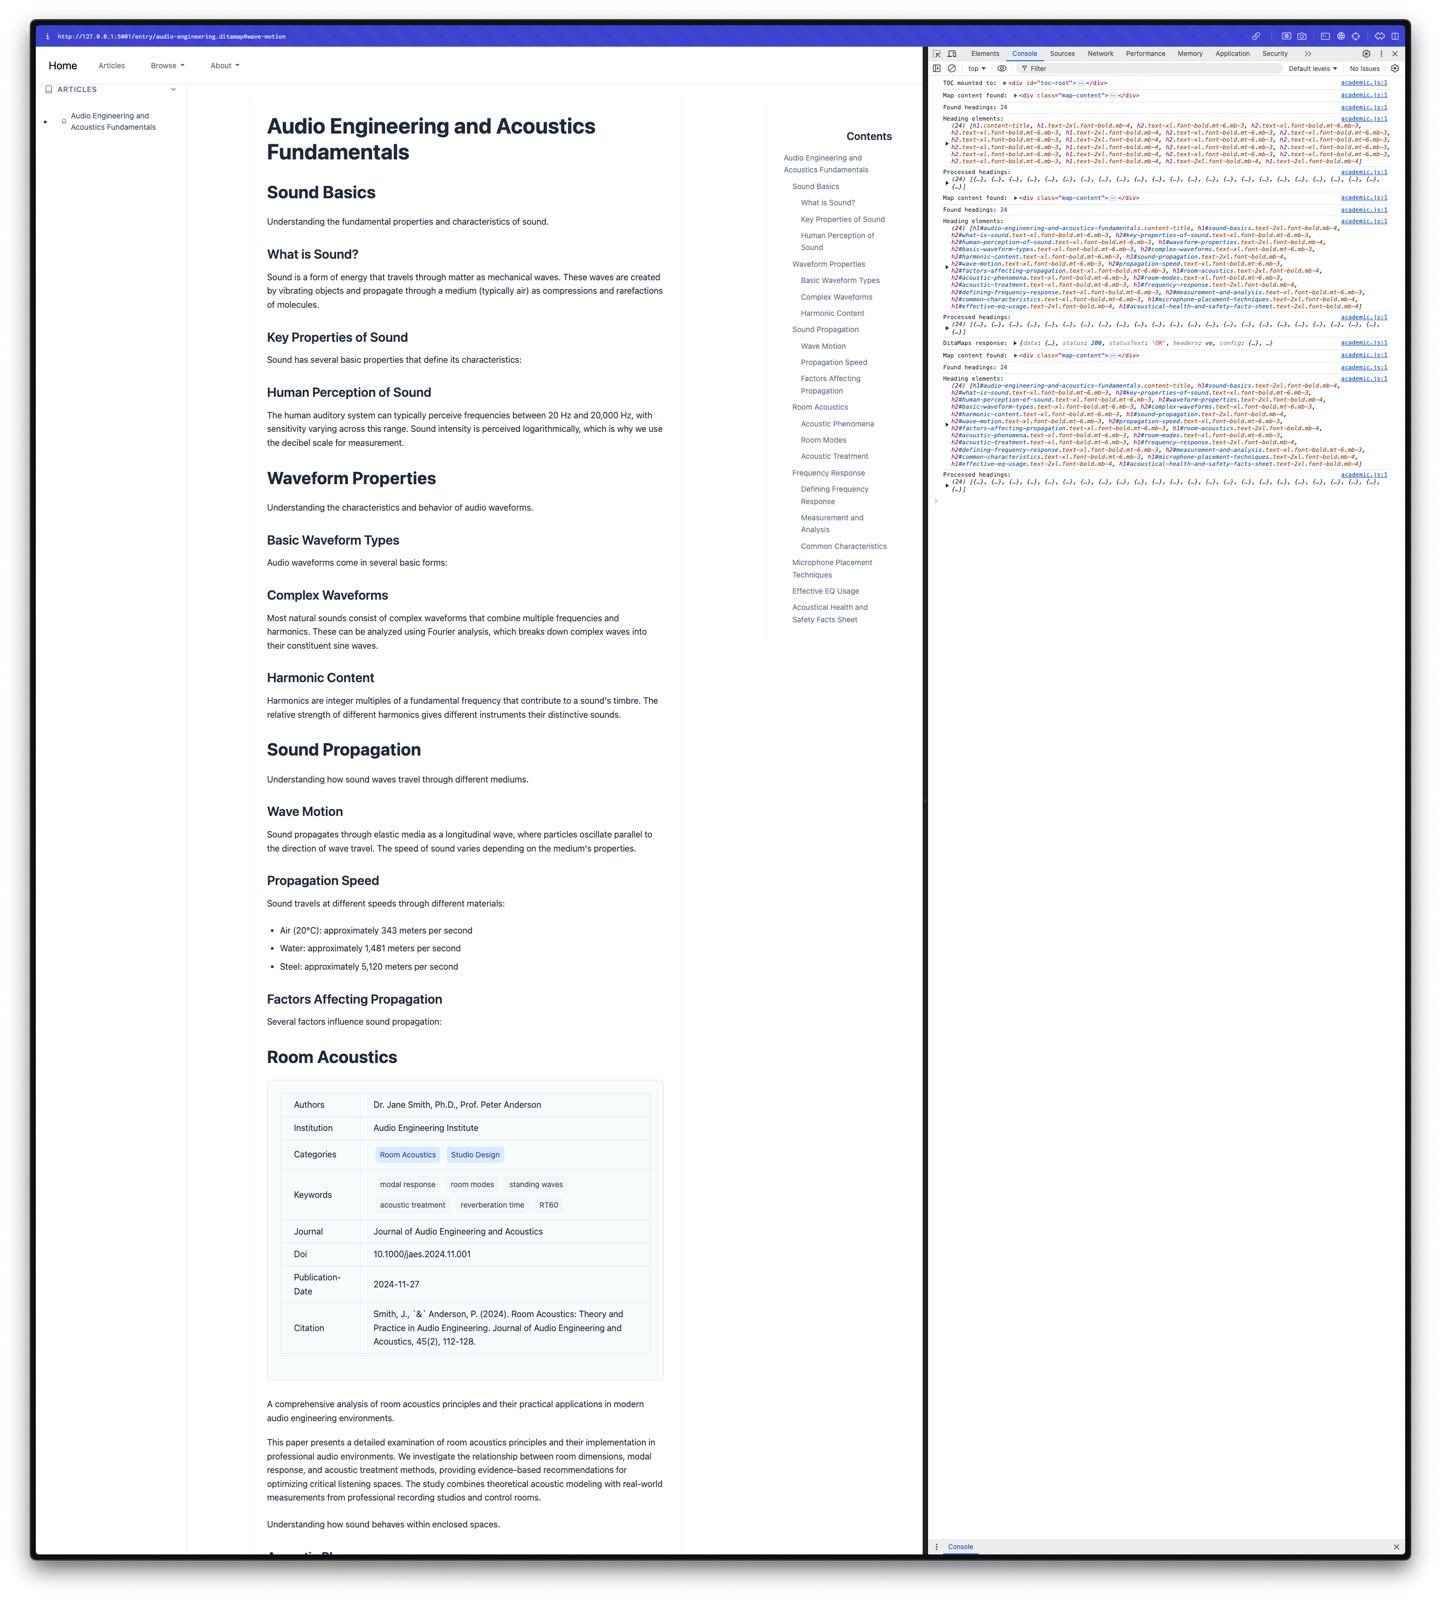 http://127.0.0.1:5001/entry/audio-engineering.ditamap#wave-motion
Home
Articles
Browse
About
ARTICLES
Audio Engineering and
Acoustics Fundamentals
Audio Engineering and Acoustics
Fundamentals
Sound Basics
Understanding the fundamental properties and characteristics of sound.
What is Sound?
Sound is a form of energy that travels through matter as mechanical waves. These waves are created
by vibrating objects and propagate through a medium (typically air) as compressions and rarefactions
of molecules.
Key Properties of Sound
Sound has several basic properties that define its characteristics:
Human Perception of Sound
The human auditory system can typically perceive frequencies between 20 Hz and 20,000 Hz, with
sensitivity varying across this range. Sound intensity is perceived logarithmically, which is why we use
the decibel scale for measurement.
Waveform Properties
Understanding the characteristics and behavior of audio waveforms.
Basic Waveform Types
Audio waveforms come in several basic forms:
Complex Waveforms
Most natural sounds consist of complex waveforms that combine multiple frequencies and
harmonics. These can be analyzed using Fourier analysis, which breaks down complex waves into
their constituent sine waves.
Harmonic Content
Harmonics are integer multiples of a fundamental frequency that contribute to a sound's timbre. The
relative strength of different harmonics gives different instruments their distinctive sounds.
Sound Propagation
Understanding how sound waves travel through different mediums.
Wave Motion
Sound propagates through elastic media as a longitudinal wave, where particles oscillate parallel to
the direction of wave travel. The speed of sound varies depending on the medium's properties.
Propagation Speed
Sound travels at different speeds through different materials:
• Air (20°C): approximately 343 meters per second
• Water: approximately 1,481 meters per second
• Steel: approximately 5,120 meters per second
Factors Affecting Propagation
Several factors influence sound propagation:
Room Acoustics
Authors Dr. Jane Smith, Ph.D., Prof. Peter Anderson
Institution Audio Engineering Institute
Categories Room Acoustics Studio Design
Keywords
modal response room modes standing waves
acoustic treatment reverberation time RT60
Journal Journal of Audio Engineering and Acoustics
Doi 10.1000/jaes.2024.11.001
Publication-
Date
2024-11-27
Citation
Smith, J., `&` Anderson, P. (2024). Room Acoustics: Theory and
Practice in Audio Engineering. Journal of Audio Engineering and
Acoustics, 45(2), 112-128.
A comprehensive analysis of room acoustics principles and their practical applications in modern
audio engineering environments.
This paper presents a detailed examination of room acoustics principles and their implementation in
professional audio environments. We investigate the relationship between room dimensions, modal
response, and acoustic treatment methods, providing evidence-based recommendations for
optimizing critical listening spaces. The study combines theoretical acoustic modeling with real-world
measurements from professional recording studios and control rooms.
Understanding how sound behaves within enclosed spaces.
Contents
Audio Engineering and
Acoustics Fundamentals
Sound Basics
What is Sound?
Key Properties of Sound
Human Perception of
Sound
Waveform Properties
Basic Waveform Types
Complex Waveforms
Harmonic Content
Sound Propagation
Wave Motion
Propagation Speed
Factors Affecting
Propagation
Room Acoustics
Acoustic Phenomena
Room Modes
Acoustic Treatment
Frequency Response
Defining Frequency
Response
Measurement and
Analysis
Common Characteristics
Microphone Placement
Techniques
Effective EQ Usage
Acoustical Health and
Safety Facts Sheet
Elements Console Sources Network Performance Memory Application Security
top Filter Default levels No Issues
TOC mounted to: <div id="toc-root">…</div> academic.js:1
Map content found: <div class="map-content">…</div> academic.js:1
Found headings: 24 academic.js:1
Heading elements: academic.js:1
(24) [h1.content-title, h1.text-2xl.font-bold.mb-4, h2.text-xl.font-bold.mt-6.mb-3, h2.text-xl.font-bold.mt-6.mb-3,
h2.text-xl.font-bold.mt-6.mb-3, h1.text-2xl.font-bold.mb-4, h2.text-xl.font-bold.mt-6.mb-3, h2.text-xl.font-bold.mt-6.mb-3,
h2.text-xl.font-bold.mt-6.mb-3, h1.text-2xl.font-bold.mb-4, h2.text-xl.font-bold.mt-6.mb-3, h2.text-xl.font-bold.mt-6.mb-3,
h2.text-xl.font-bold.mt-6.mb-3, h1.text-2xl.font-bold.mb-4, h2.text-xl.font-bold.mt-6.mb-3, h2.text-xl.font-bold.mt-6.mb-3,
h2.text-xl.font-bold.mt-6.mb-3, h1.text-2xl.font-bold.mb-4, h2.text-xl.font-bold.mt-6.mb-3, h2.text-xl.font-bold.mt-6.mb-3,
h2.text-xl.font-bold.mt-6.mb-3, h1.text-2xl.font-bold.mb-4, h1.text-2xl.font-bold.mb-4, h1.text-2xl.font-bold.mb-4]
Processed headings: academic.js:1
(24) [{…}, {…}, {…}, {…}, {…}, {…}, {…}, {…}, {…}, {…}, {…}, {…}, {…}, {…}, {…}, {…}, {…}, {…}, {…}, {…}, {…}, {…}, {…},
{…}]
Map content found: <div class="map-content">…</div> academic.js:1
Found headings: 24 academic.js:1
Heading elements: academic.js:1
(24) [h1#audio-engineering-and-acoustics-fundamentals.content-title, h1#sound-basics.text-2xl.font-bold.mb-4,
h2#what-is-sound.text-xl.font-bold.mt-6.mb-3, h2#key-properties-of-sound.text-xl.font-bold.mt-6.mb-3,
h2#human-perception-of-sound.text-xl.font-bold.mt-6.mb-3, h1#waveform-properties.text-2xl.font-bold.mb-4,
h2#basic-waveform-types.text-xl.font-bold.mt-6.mb-3, h2#complex-waveforms.text-xl.font-bold.mt-6.mb-3,
h2#harmonic-content.text-xl.font-bold.mt-6.mb-3, h1#sound-propagation.text-2xl.font-bold.mb-4,
h2#wave-motion.text-xl.font-bold.mt-6.mb-3, h2#propagation-speed.text-xl.font-bold.mt-6.mb-3,
h2#factors-affecting-propagation.text-xl.font-bold.mt-6.mb-3, h1#room-acoustics.text-2xl.font-bold.mb-4,
h2#acoustic-phenomena.text-xl.font-bold.mt-6.mb-3, h2#room-modes.text-xl.font-bold.mt-6.mb-3,
h2#acoustic-treatment.text-xl.font-bold.mt-6.mb-3, h1#frequency-response.text-2xl.font-bold.mb-4,
h2#defining-frequency-response.text-xl.font-bold.mt-6.mb-3, h2#measurement-and-analysis.text-xl.font-bold.mt-6.mb-3,
h2#common-characteristics.text-xl.font-bold.mt-6.mb-3, h1#microphone-placement-techniques.text-2xl.font-bold.mb-4,
h1#effective-eq-usage.text-2xl.font-bold.mb-4, h1#acoustical-health-and-safety-facts-sheet.text-2xl.font-bold.mb-4]
Processed headings: academic.js:1
(24) [{…}, {…}, {…}, {…}, {…}, {…}, {…}, {…}, {…}, {…}, {…}, {…}, {…}, {…}, {…}, {…}, {…}, {…}, {…}, {…}, {…}, {…}, {…},
{…}]
DitaMaps response: {data: {…}, status: 200, statusText: 'OK', headers: ve, config: {…}, …} academic.js:1
Map content found: <div class="map-content">…</div> academic.js:1
Found headings: 24 academic.js:1
Heading elements: academic.js:1
(24) [h1#audio-engineering-and-acoustics-fundamentals.content-title, h1#sound-basics.text-2xl.font-bold.mb-4,
h2#what-is-sound.text-xl.font-bold.mt-6.mb-3, h2#key-properties-of-sound.text-xl.font-bold.mt-6.mb-3,
h2#human-perception-of-sound.text-xl.font-bold.mt-6.mb-3, h1#waveform-properties.text-2xl.font-bold.mb-4,
h2#basic-waveform-types.text-xl.font-bold.mt-6.mb-3, h2#complex-waveforms.text-xl.font-bold.mt-6.mb-3,
h2#harmonic-content.text-xl.font-bold.mt-6.mb-3, h1#sound-propagation.text-2xl.font-bold.mb-4,
h2#wave-motion.text-xl.font-bold.mt-6.mb-3, h2#propagation-speed.text-xl.font-bold.mt-6.mb-3,
h2#factors-affecting-propagation.text-xl.font-bold.mt-6.mb-3, h1#room-acoustics.text-2xl.font-bold.mb-4,
h2#acoustic-phenomena.text-xl.font-bold.mt-6.mb-3, h2#room-modes.text-xl.font-bold.mt-6.mb-3,
h2#acoustic-treatment.text-xl.font-bold.mt-6.mb-3, h1#frequency-response.text-2xl.font-bold.mb-4,
h2#defining-frequency-response.text-xl.font-bold.mt-6.mb-3, h2#measurement-and-analysis.text-xl.font-bold.mt-6.mb-3,
h2#common-characteristics.text-xl.font-bold.mt-6.mb-3, h1#microphone-placement-techniques.text-2xl.font-bold.mb-4,
h1#effective-eq-usage.text-2xl.font-bold.mb-4, h1#acoustical-health-and-safety-facts-sheet.text-2xl.font-bold.mb-4]
Processed headings: academic.js:1
(24) [{…}, {…}, {…}, {…}, {…}, {…}, {…}, {…}, {…}, {…}, {…}, {…}, {…}, {…}, {…}, {…}, {…}, {…}, {…}, {…}, {…}, {…}, {…},
{…}]
Console